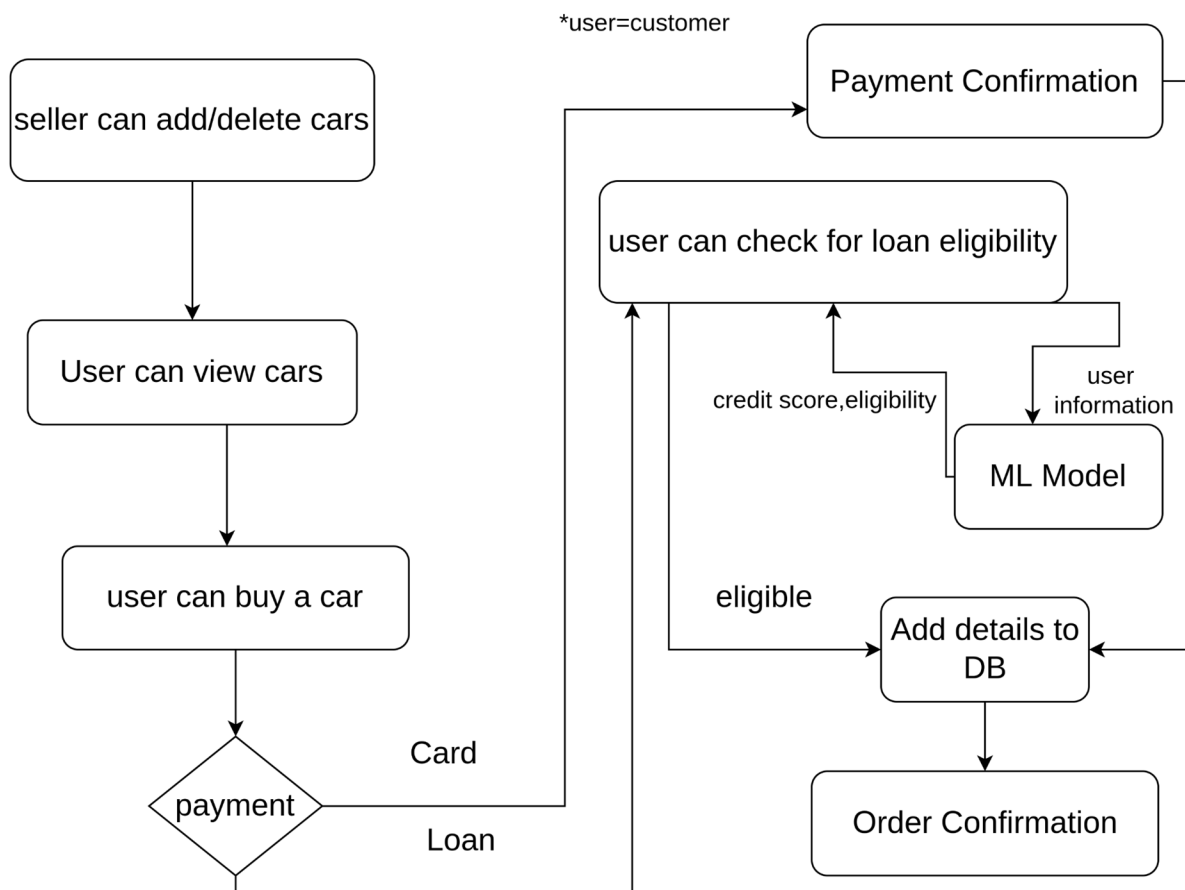 *user=customer
seller can add/delete cars
User can view cars
user can buy a car
payment
Card
Loan
Payment Confirmation
user can check for loan eligibility
credit score,eligibility
user
information
ML Model
eligible
Add details to
DB
Order Confirmation